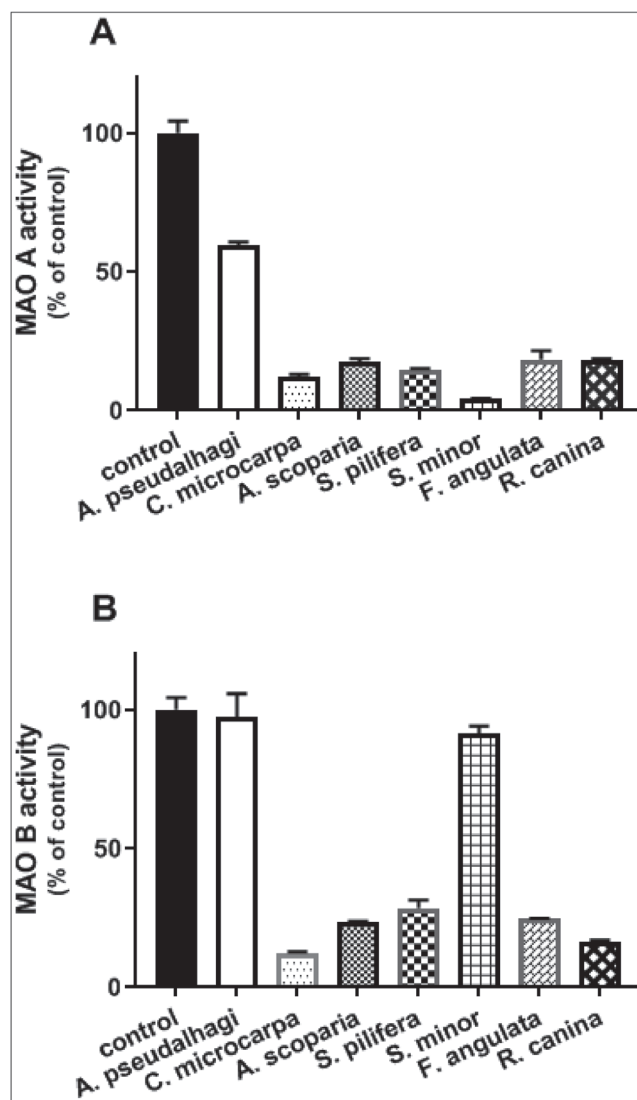 A
MAO A activity
(% of control)
100
50
0
control
A. pseudalhagi
C. microcarpa
A. scoparia
S. pilifera
S. minor
F. angulata
R. canina
B
MAO B activity
(% of control)
100
50
0
control
A. pseudalhagi
C. microcarpa
A. scoparia
S. pilifera
S. minor
F. angulata
R. canina